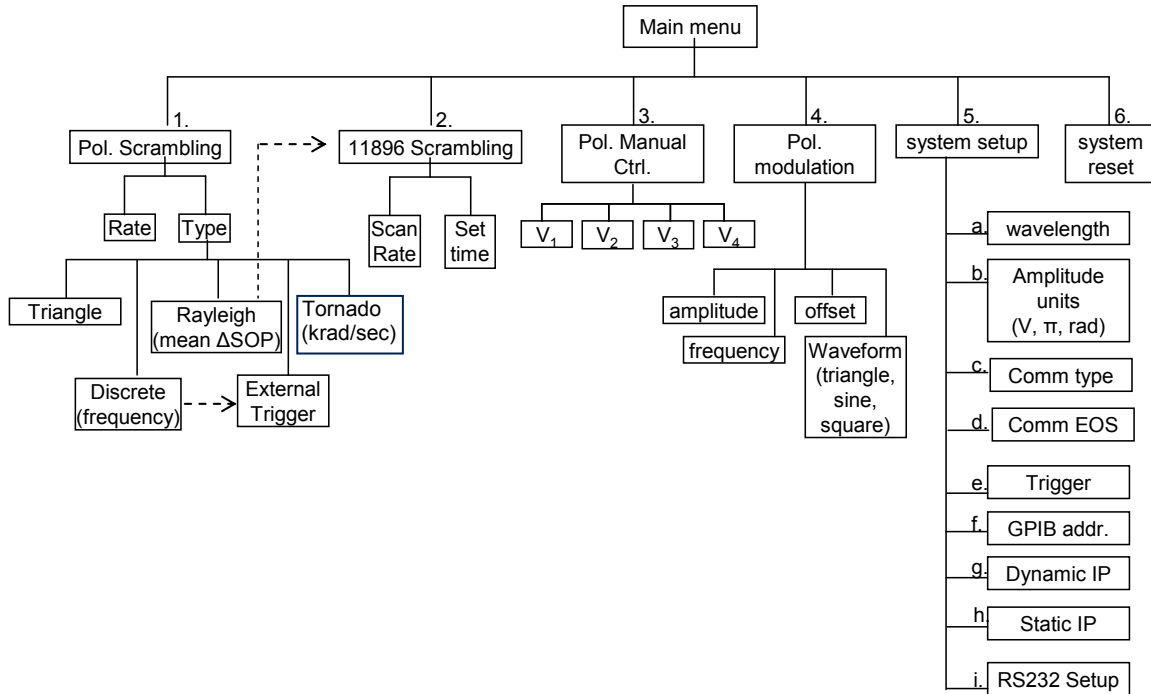 Main menu
1.
Pol. Scrambling
2.
11896 Scrambling
3.
Pol. Manual
Ctrl.
4.
Pol.
modulation
5.
system setup
6.
system
reset
Rate
Type
Triangle
Rayleigh
(mean ΔSOP)
Tornado
(krad/sec)
Discrete
(frequency)
External
Trigger
Scan
Rate
Set
time
V1
V2
V3
V4
amplitude
frequency
offset
Waveform
(triangle,
sine,
square)
a. wavelength
b. Amplitude
units
(V, π, rad)
c. Comm type
d. Comm EOS
e. Trigger
f. GPIB addr.
g. Dynamic IP
h. Static IP
i. RS232 Setup